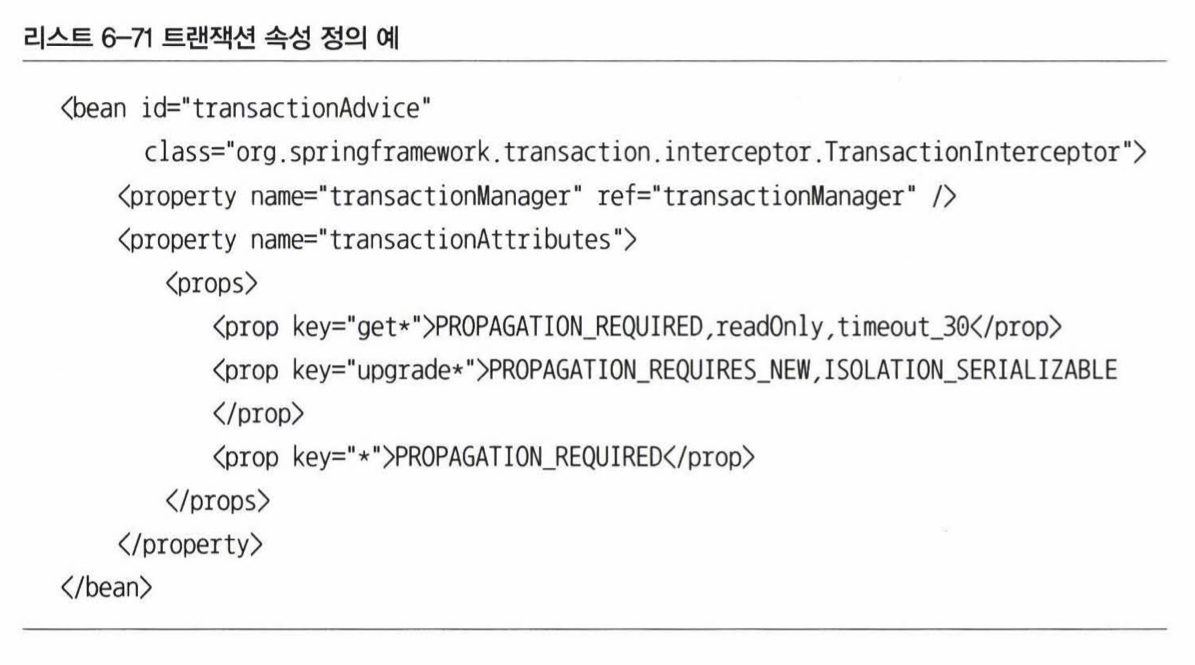 리스트 6-71 트랜잭션 속성 정의 예
<bean id="transactionAdvice"
class="org.springframework.transaction.interceptor.TransactionInterceptor">
<property name="transactionManager" ref="transactionManager" />
<property name="transactionAttributes">
<props>
<prop key="get*">PROPAGATION_REQUIRED,readOnly,timeout_30</prop>
<prop key="upgrade*">PROPAGATION_REQUIRES_NEW,ISOLATION_SERIALIZABLE
</prop>
<prop key="*">PROPAGATION_REQUIRED</prop>
</props>
</property>
</bean>